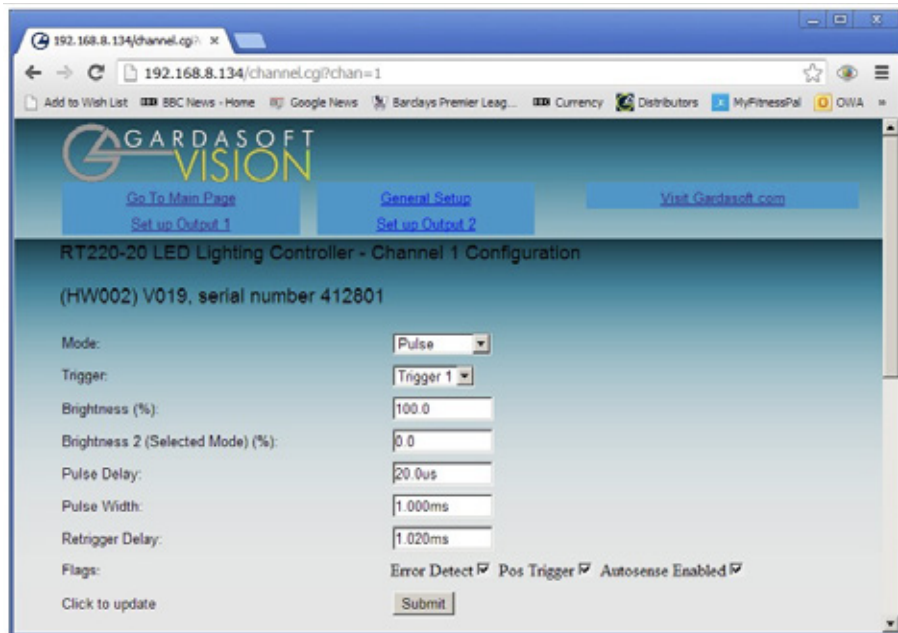 192.168.8.134/channel.cgi?
192.168.8.134/channel.cgi?chan=1
Add to Wish List BBC News - Home Google News Barclays Premier Leag... BBB Currency Distributors MyFitnessPal OWA »
GARDASOFT
VISION
Go To Main Page General Setup Visit Gardasoft.com
Set up Output 1 Set up Output 2
RT220-20 LED Lighting Controller - Channel 1 Configuration
(HW002) V019, serial number 412801
Mode: Pulse
Trigger: Trigger 1
Brightness (%): 100.0
Brightness 2 (Selected Mode) (%): 0.0
Pulse Delay: 20.0us
Pulse Width: 1.000ms
Retrigger Delay: 1.020ms
Flags: Error Detect Pos Trigger Autosense Enabled
Click to update Submit